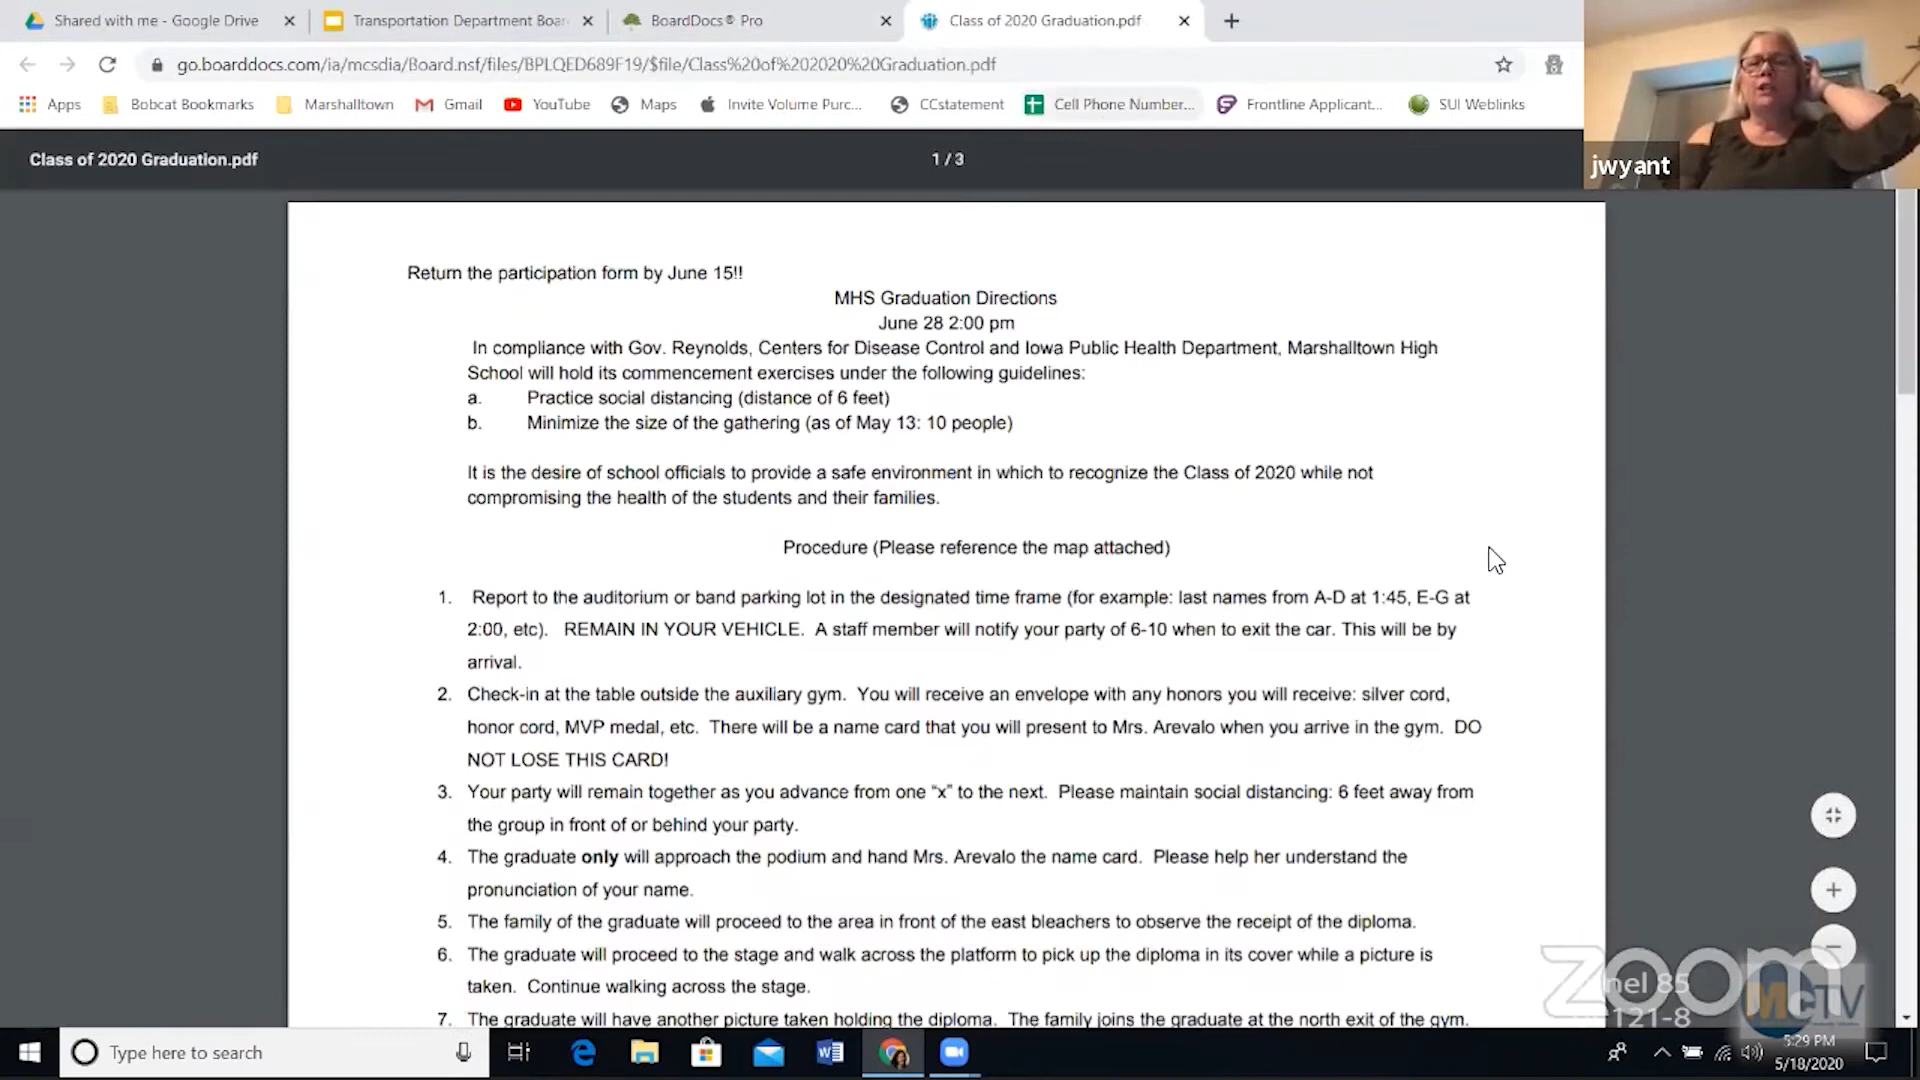 Shared with me - Google Drive
Transportation Department Boar
BoardDocs® Pro
Class of 2020 Graduation.pdf
go.boarddocs.com/ia/mcsdia/Board.nsf/files/BPLQED689F19/$file/Class%20of%202020%20Graduation.pdf
Apps
Bobcat Bookmarks
Marshalltown
Gmail
YouTube
Maps
Invite Volume Purc...
CCstatement
Cell Phone Number...
Frontline Applicant...
SUI Weblinks
jwyant
Class of 2020 Graduation.pdf
1 / 3
Return the participation form by June 15!!
MHS Graduation Directions
June 28 2:00 pm
In compliance with Gov. Reynolds, Centers for Disease Control and Iowa Public Health Department, Marshalltown High
School will hold its commencement exercises under the following guidelines:
a. Practice social distancing (distance of 6 feet)
b. Minimize the size of the gathering (as of May 13: 10 people)
It is the desire of school officials to provide a safe environment in which to recognize the Class of 2020 while not
compromising the health of the students and their families.
Procedure (Please reference the map attached)
1. Report to the auditorium or band parking lot in the designated time frame (for example: last names from A-D at 1:45, E-G at
2:00, etc). REMAIN IN YOUR VEHICLE. A staff member will notify your party of 6-10 when to exit the car. This will be by
arrival.
2. Check-in at the table outside the auxiliary gym. You will receive an envelope with any honors you will receive: silver cord,
honor cord, MVP medal, etc. There will be a name card that you will present to Mrs. Arevalo when you arrive in the gym. DO
NOT LOSE THIS CARD!
3. Your party will remain together as you advance from one "x" to the next. Please maintain social distancing: 6 feet away from
the group in front of or behind your party.
4. The graduate only will approach the podium and hand Mrs. Arevalo the name card. Please help her understand the
pronunciation of your name.
5. The family of the graduate will proceed to the area in front of the east bleachers to observe the receipt of the diploma.
6. The graduate will proceed to the stage and walk across the platform to pick up the diploma in its cover while a picture is
taken. Continue walking across the stage.
7. The graduate will have another picture taken holding the diploma. The family joins the graduate at the north exit of the gym.
zoom
nel 85
121-8
McTV
Type here to search
5:29 PM
5/18/2020